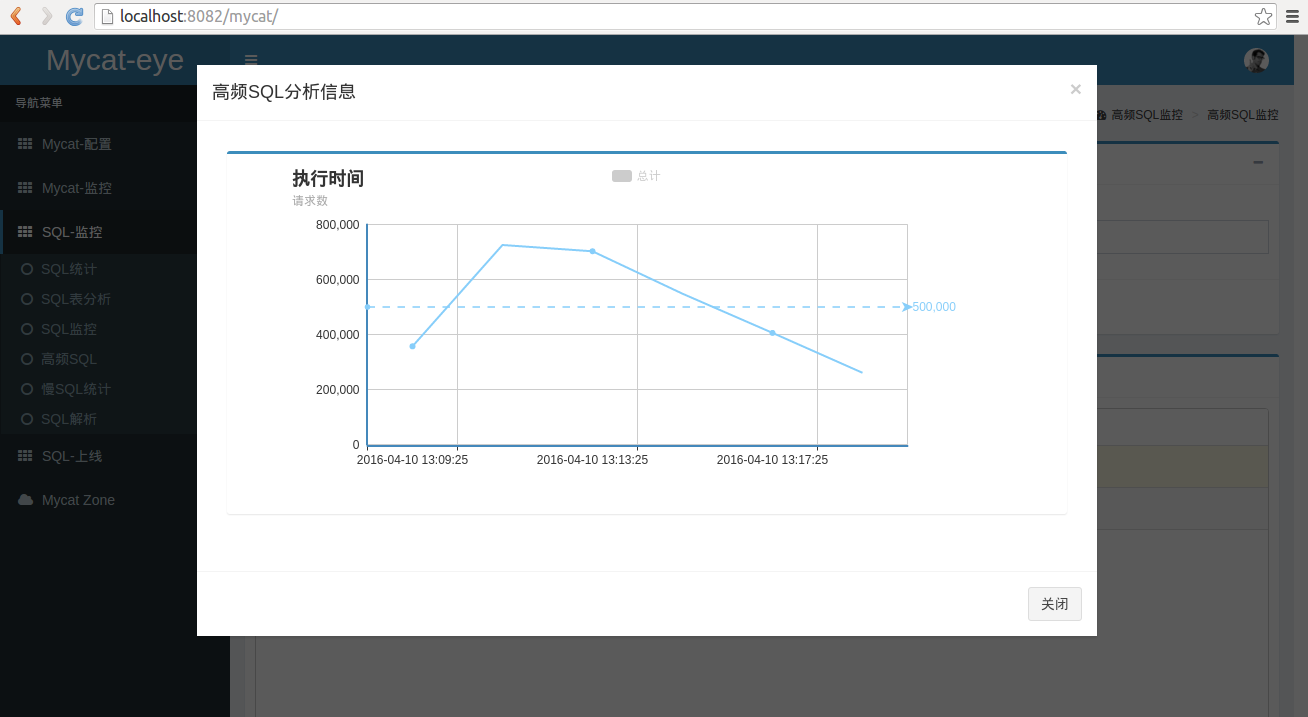 localhost:8082/mycat/
Mycat-eye
导航菜单
Mycat-配置
Mycat-监控
SQL-监控
SQL统计
SQL表分析
SQL监控
高频SQL
慢SQL统计
SQL解析
SQL-上线
Mycat Zone
高频SQL监控 > 高频SQL监控
高频SQL分析信息
×
执行时间
总计
请求数
800,000
600,000
500,000
400,000
200,000
0
2016-04-10 13:09:25 2016-04-10 13:13:25 2016-04-10 13:17:25
关闭